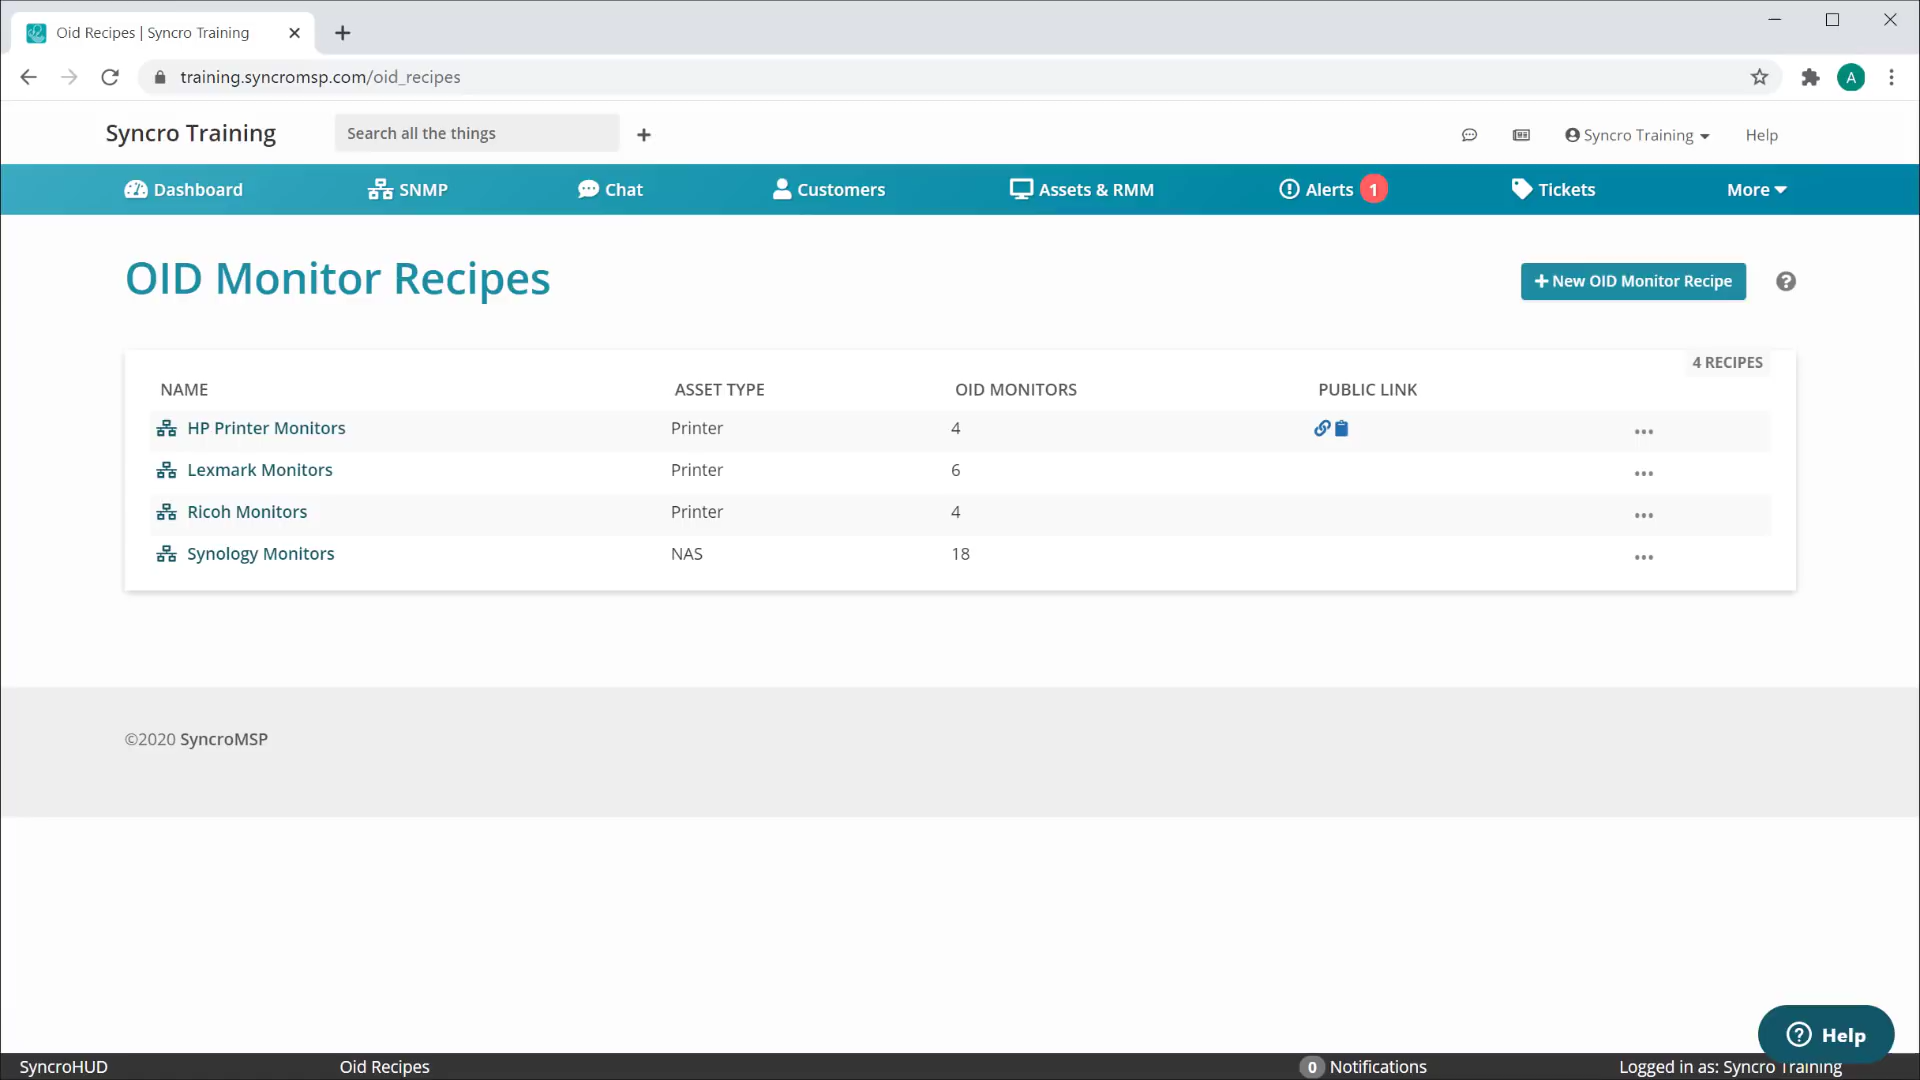 Oid Recipes | Syncro Training
training.syncromsp.com/oid_recipes
A
Syncro Training
Search all the things
Syncro Training
Help
Dashboard
SNMP
Chat
Customers
Assets & RMM
Alerts 1
Tickets
More
OID Monitor Recipes
New OID Monitor Recipe
4 RECIPES
NAME ASSET TYPE OID MONITORS PUBLIC LINK
HP Printer Monitors Printer 4
Lexmark Monitors Printer 6
Ricoh Monitors Printer 4
Synology Monitors NAS 18
©2020 SyncroMSP
Help
SyncroHUD
Oid Recipes
0 Notifications
Logged in as: Syncro Training